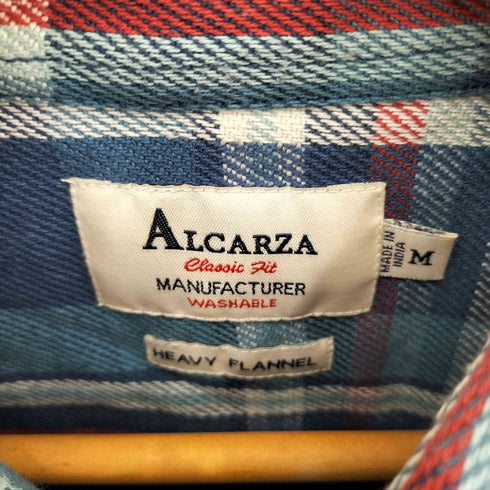 ALCARZA
Classic Fit
MANUFACTURER
WASHABLE
MADE IN
INDIA
M
HEAVY FLANNEL